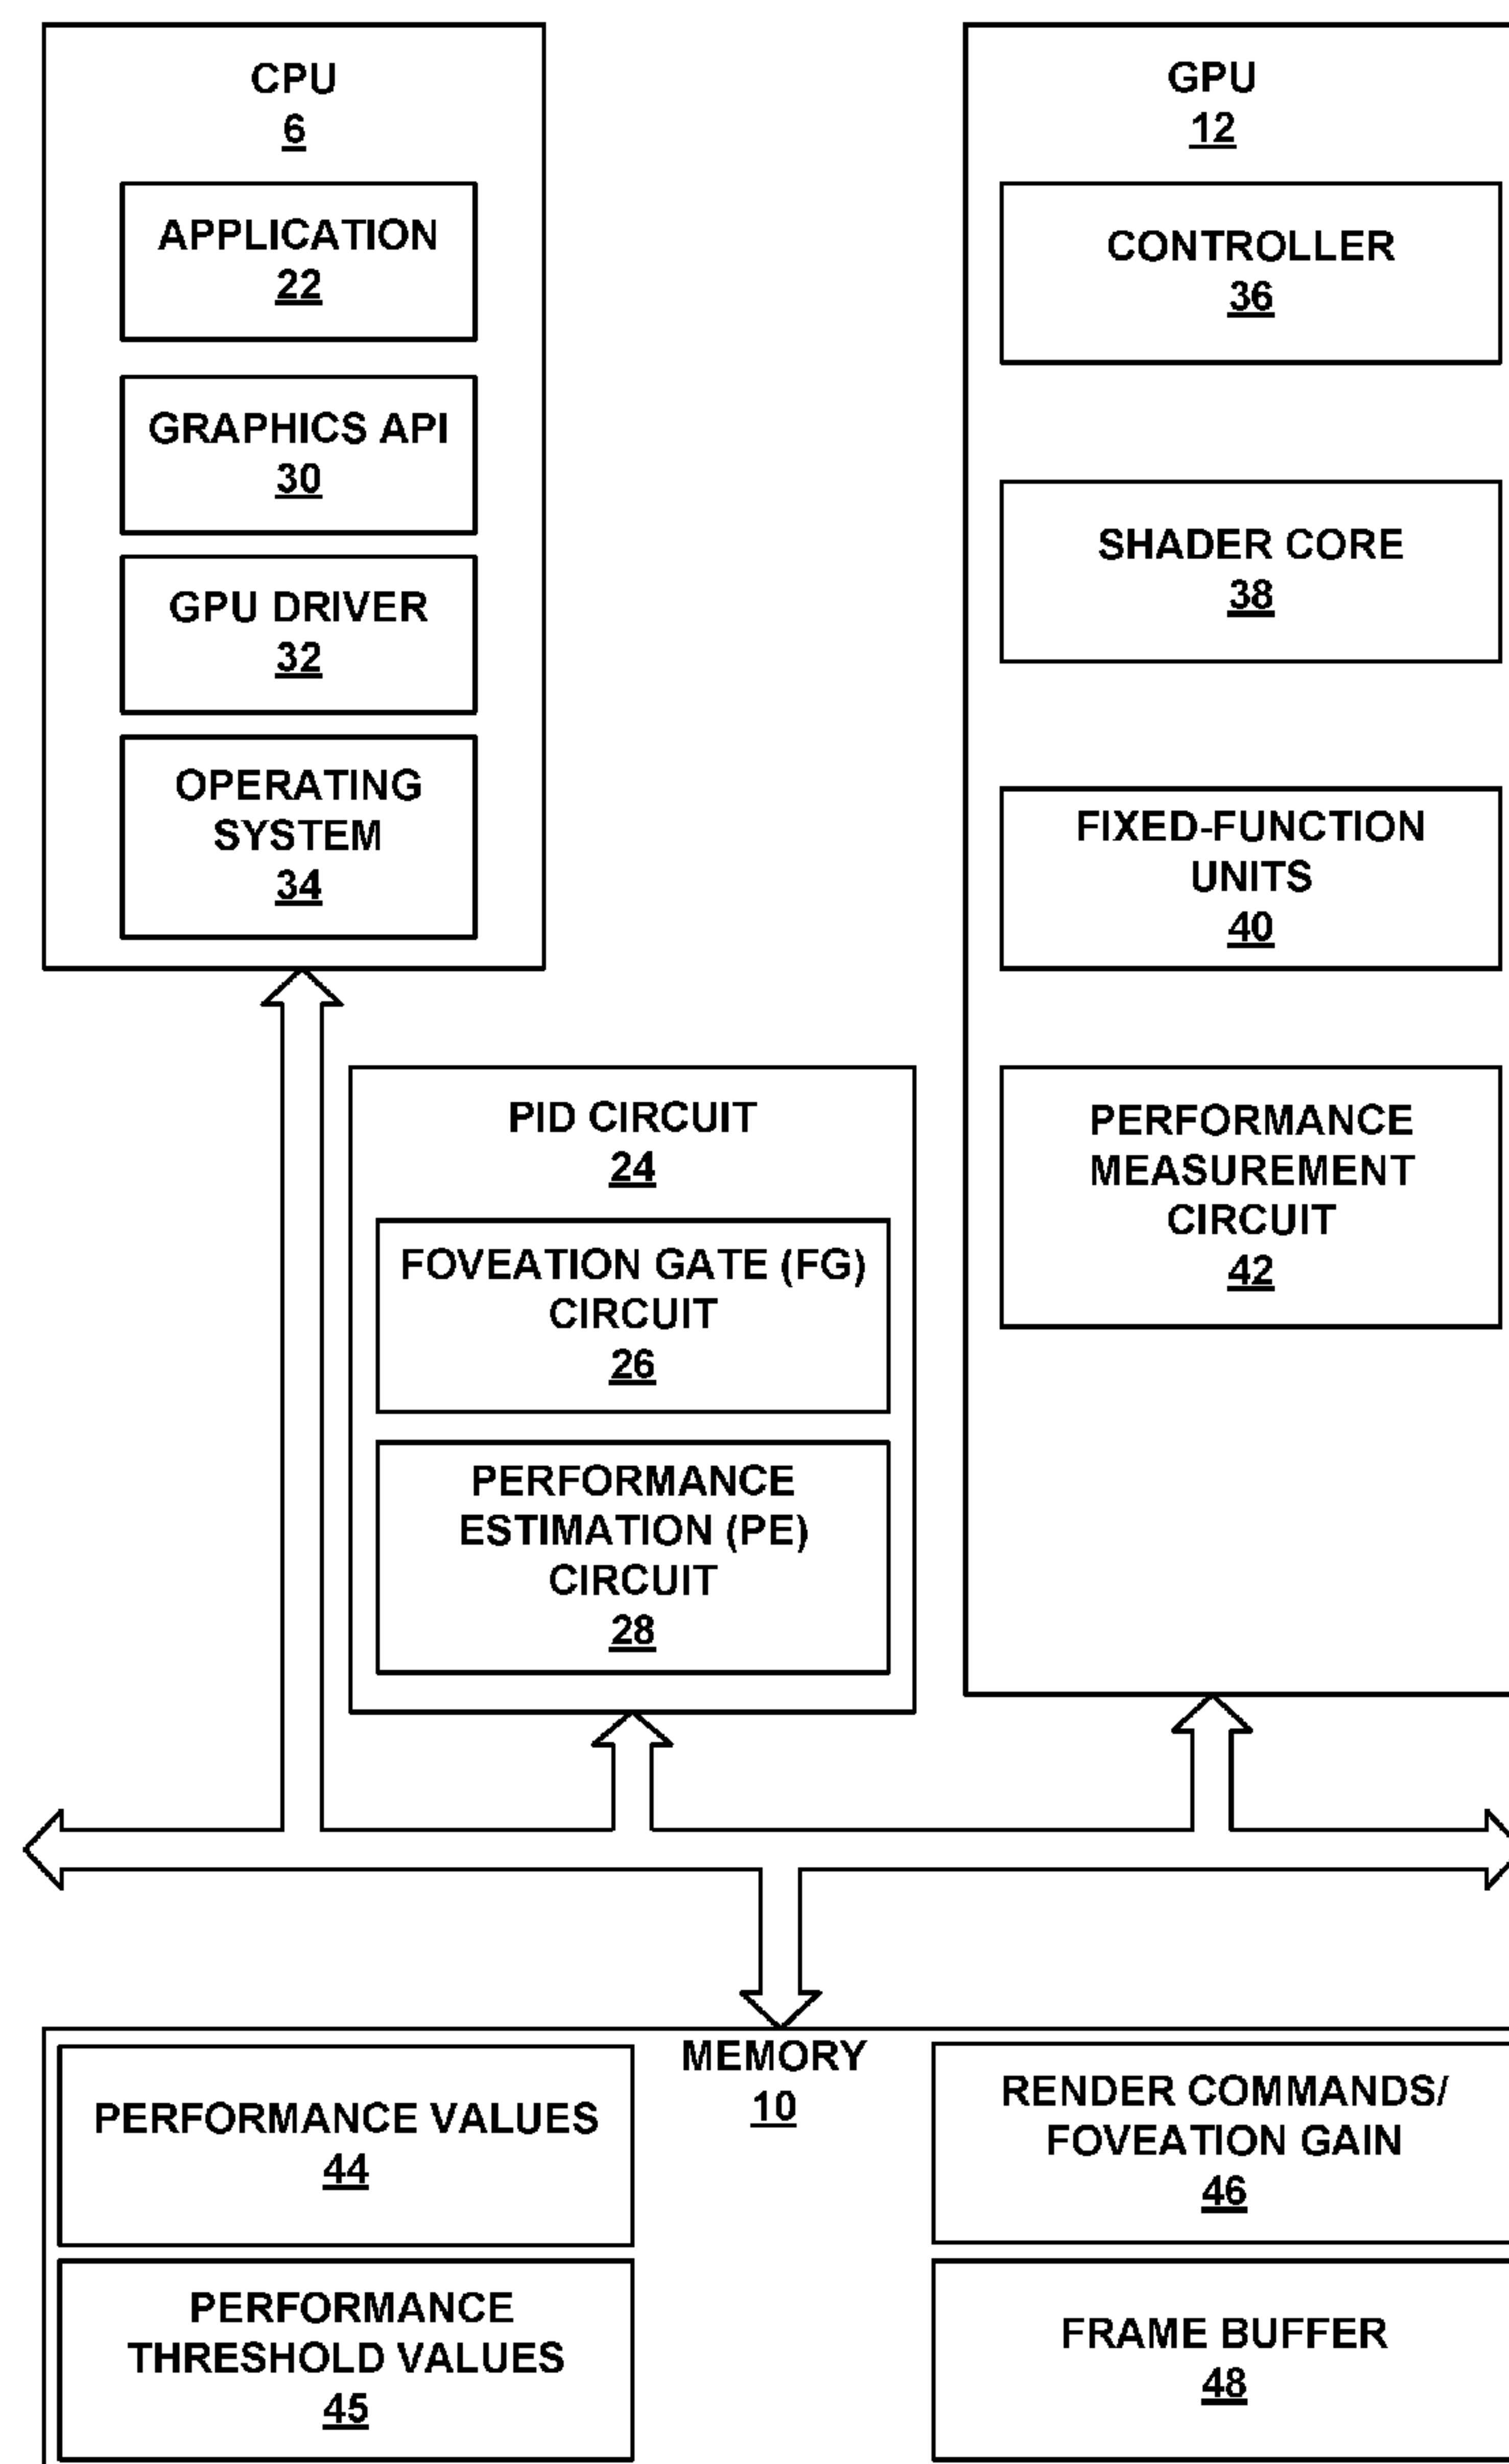 CPU
6
APPLICATION
22
GRAPHICS API
30
GPU DRIVER
32
OPERATING
SYSTEM
34
GPU
12
CONTROLLER
36
SHADER CORE
38
FIXED-FUNCTION
UNITS
40
PERFORMANCE
MEASUREMENT
CIRCUIT
42
PID CIRCUIT
24
FOVEATION GATE (FG)
CIRCUIT
26
PERFORMANCE
ESTIMATION (PE)
CIRCUIT
28
MEMORY
10
PERFORMANCE VALUES
44
PERFORMANCE
THRESHOLD VALUES
45
RENDER COMMANDS/
FOVEATION GAIN
46
FRAME BUFFER
48